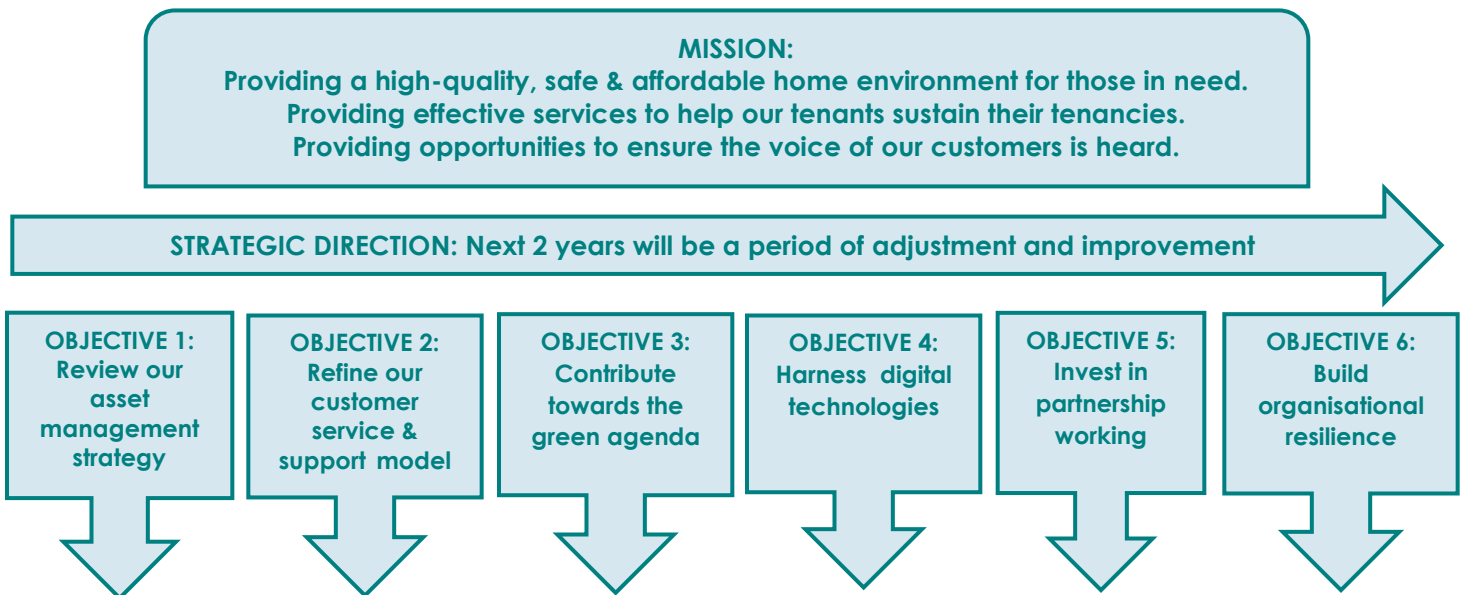 MISSION:
Providing a high-quality, safe & affordable home environment for those in need.
Providing effective services to help our tenants sustain their tenancies.
Providing opportunities to ensure the voice of our customers is heard.
STRATEGIC DIRECTION: Next 2 years will be a period of adjustment and improvement
OBJECTIVE 1:
Review our
asset
management
strategy
OBJECTIVE 2:
Refine our
customer
service &
support model
OBJECTIVE 3:
Contribute
towards the
green agenda
OBJECTIVE 4:
Harness digital
technologies
OBJECTIVE 5:
Invest in
partnership
working
OBJECTIVE 6:
Build
organisational
resilience